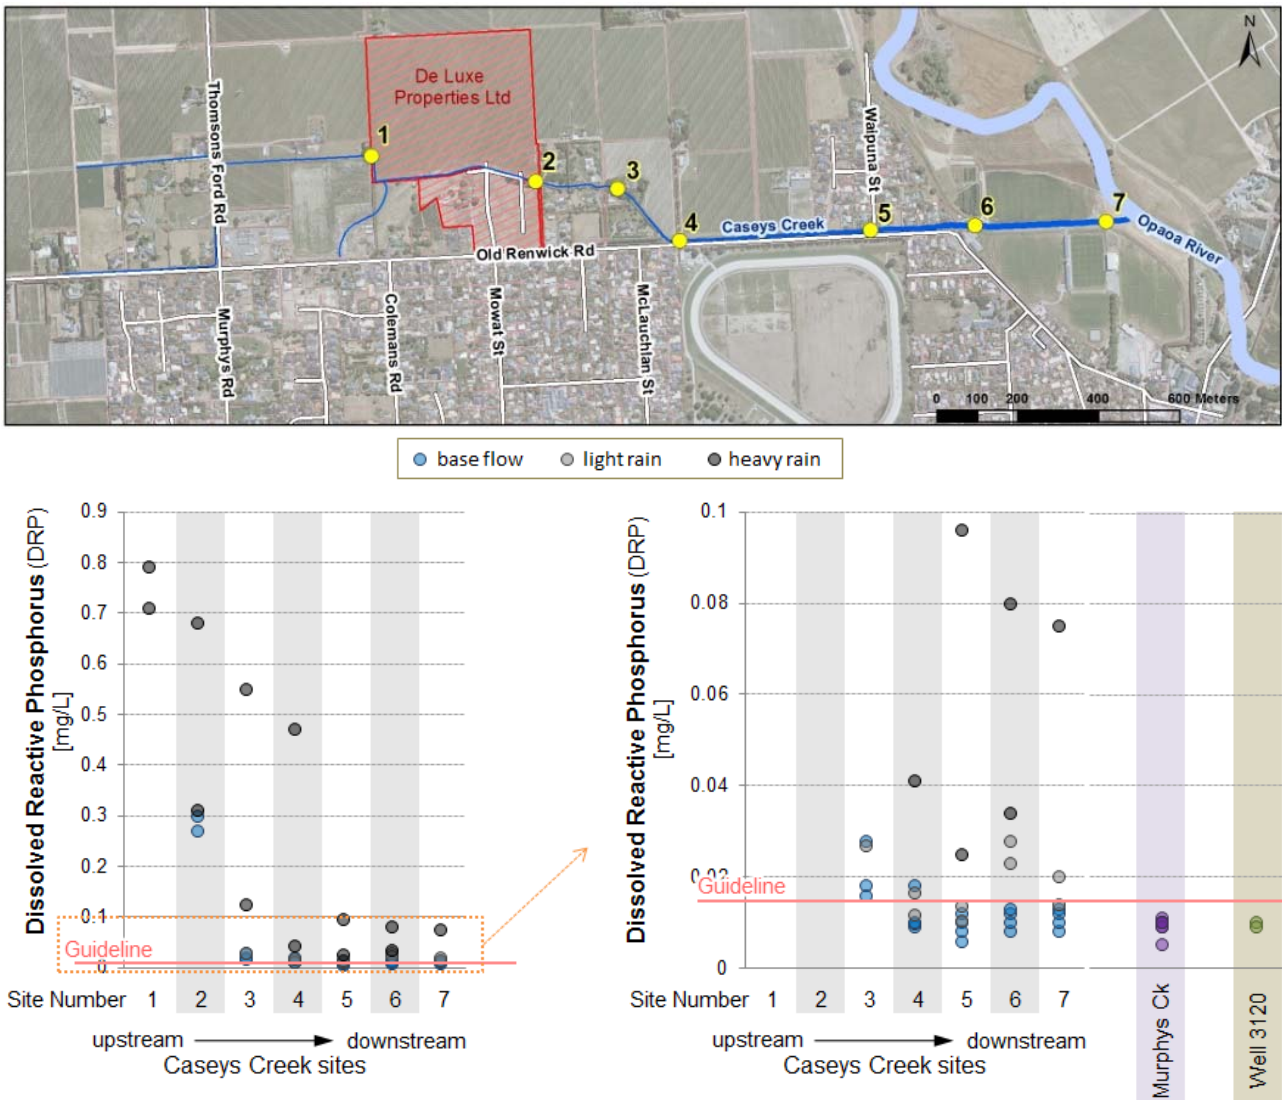 N
De Luxe
Properties Ltd
Thomsons Ford Rd
Waipuna St
1
2
3
4
5
6
7
Caseys Creek
Opaoa River
Old Renwick Rd
Murphys Rd
Colemans Rd
Mowat St
McLauchlan St
0 100 200 400 600 Meters
base flow light rain heavy rain
Dissolved Reactive Phosphorus (DRP)
[mg/L]
0.9
0.8
0.7
0.6
0.5
0.4
0.3
0.2
0.1
0
Guideline
Site Number 1 2 3 4 5 6 7
upstream downstream
Caseys Creek sites
Dissolved Reactive Phosphorus (DRP)
[mg/L]
0.1
0.08
0.06
0.04
0.02
0
Guideline
Site Number 1 2 3 4 5 6 7
upstream downstream
Caseys Creek sites
Murphys Ck
Well 3120